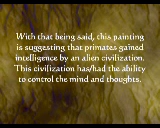 With that being said, this painting
is suggesting that primates gained
intelligence by an alien civilization.
This civilization has/had the ability
to control the mind and thoughts.